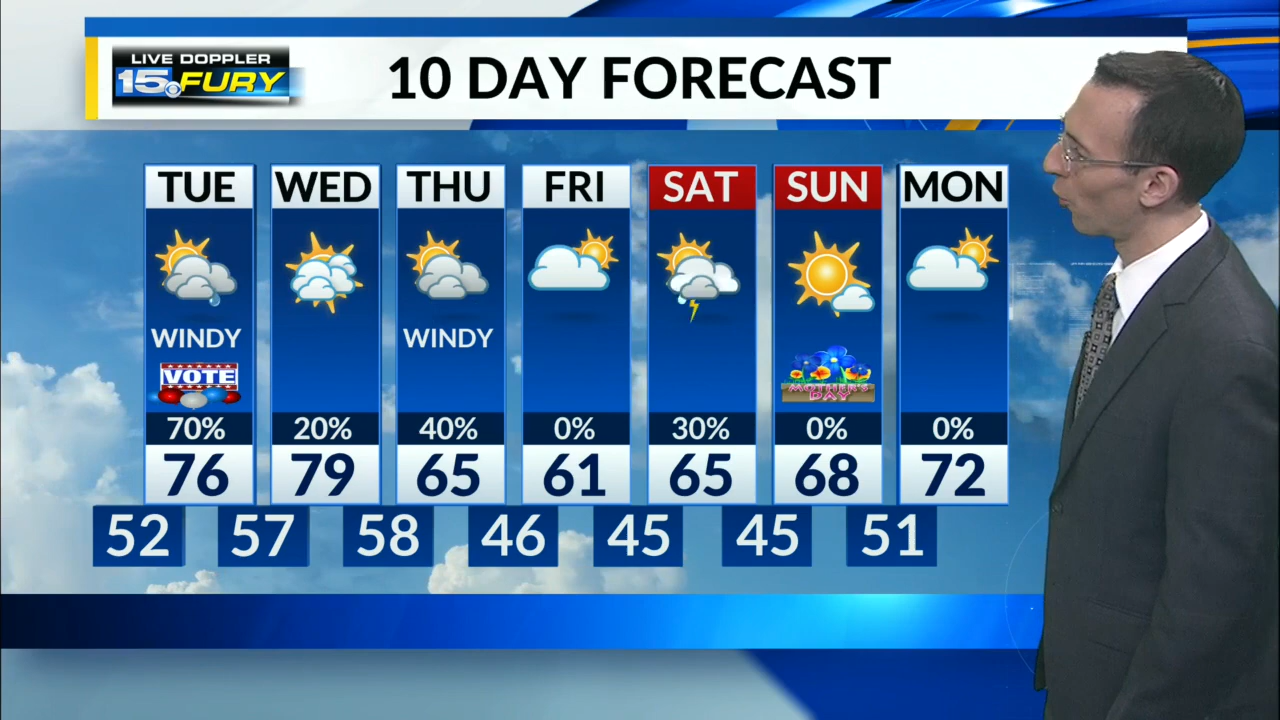 LIVE DOPPLER
15 FURY
10 DAY FORECAST
TUE WED THU FRI SAT SUN MON
WINDY WINDY
VOTE
MOTHER'S
DAY
70% 20% 40% 0% 30% 0% 0%
76 79 65 61 65 68 72
52 57 58 46 45 45 51